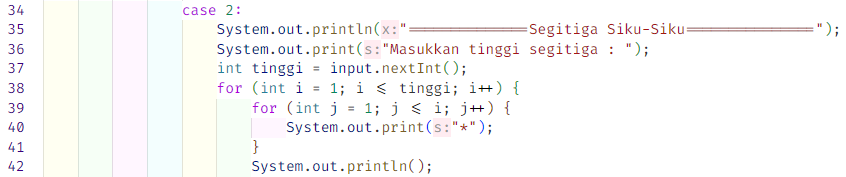 34 case 2:
35 System.out.println(x:"=============Segitiga Siku-Siku==============");
36 System.out.print(s:"Masukkan tinggi segitiga : ");
37 int tinggi = input.nextInt();
38 for (int i = 1; i <= tinggi; i++) {
39 for (int j = 1; j <= i; j++) {
40 System.out.print(s:"*");
41 }
42 System.out.println();